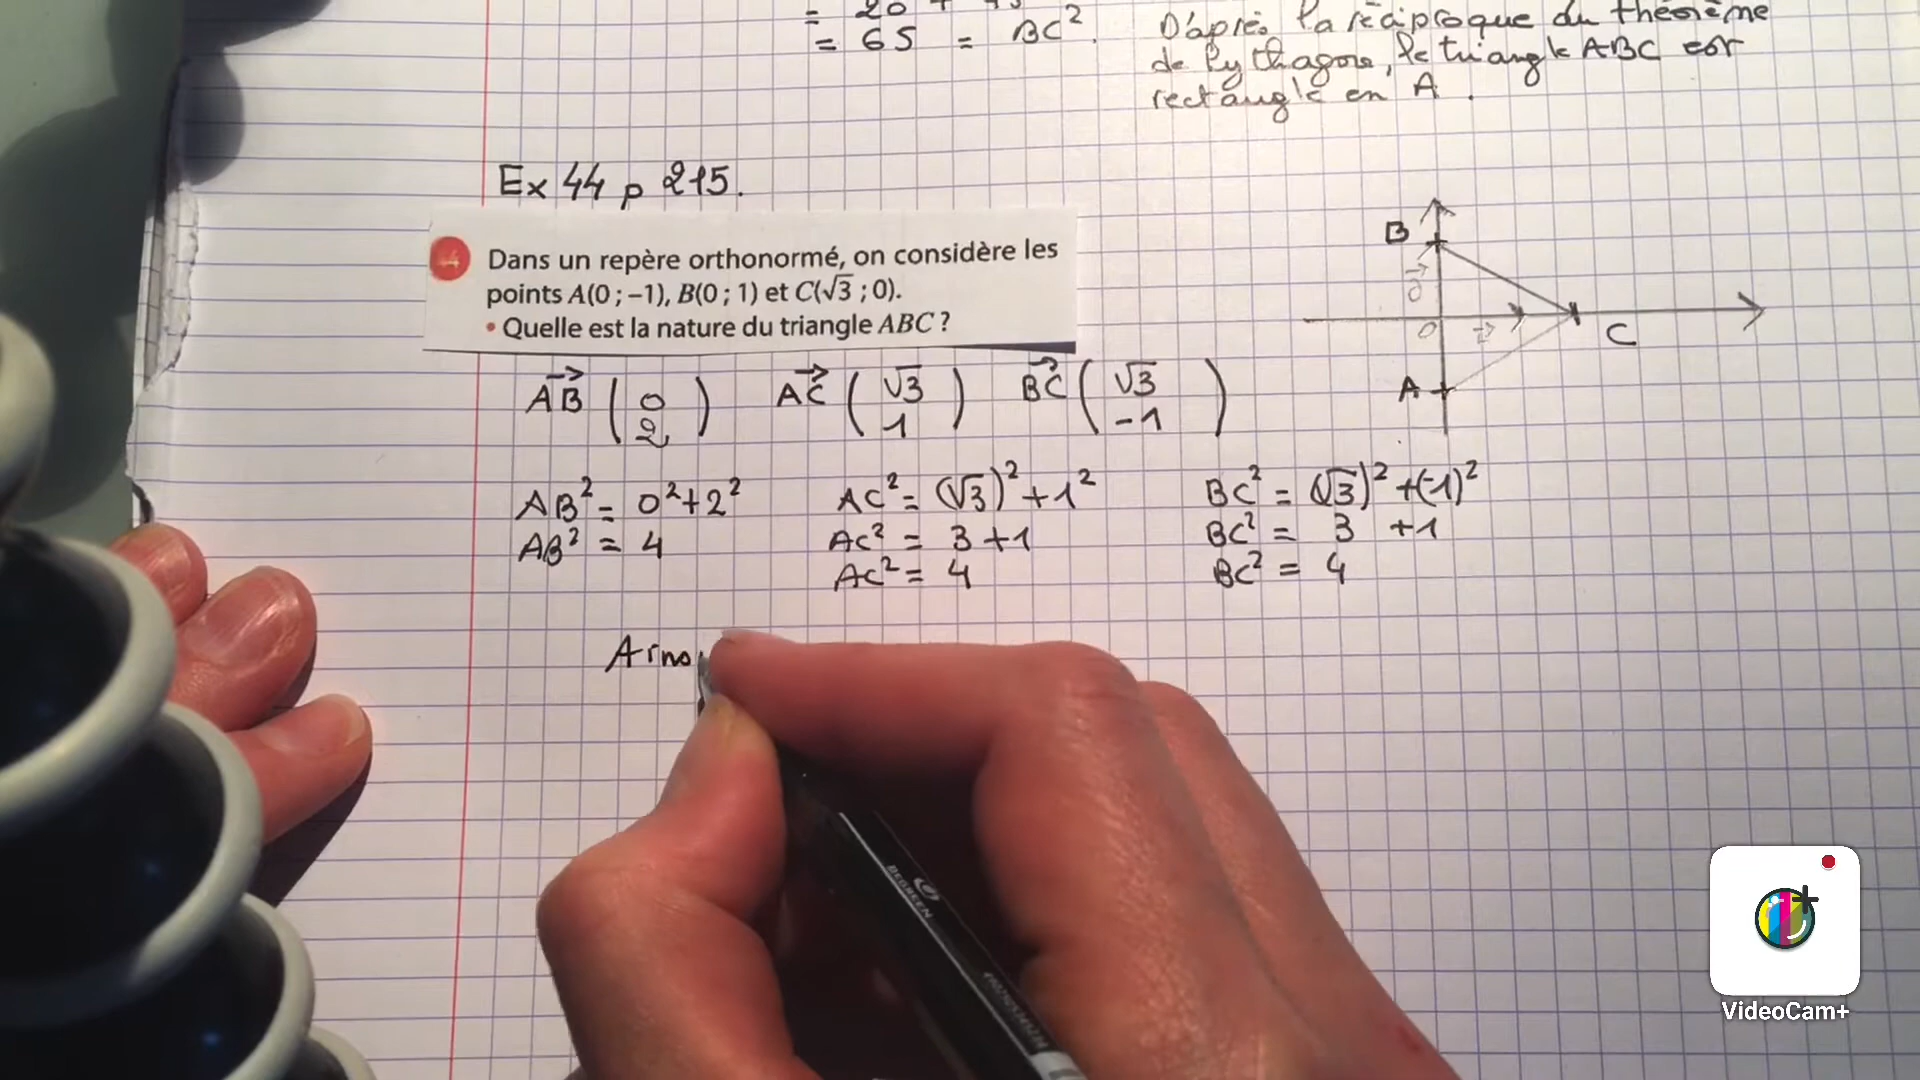 = 20 +
= 65 = BC².
D'après la réciproque du théorème
de Pythagore, le triangle ABC est
rectangle en A.
Ex 44 p 215.
Dans un repère orthonormé, on considère les
points A(0 ; –1), B(0 ; 1) et C(√3 ; 0).
• Quelle est la nature du triangle ABC ?
B
O
C
A
AB→ (0 2) AC→ (√3 1) BC→ (√3 -1)
AB² = 0²+2² AC² = (√3)²+1² BC² = (√3)²+(-1)²
AB² = 4 AC² = 3+1 BC² = 3 +1
AC² = 4 BC² = 4
A
REYNOLDS
VideoCam+